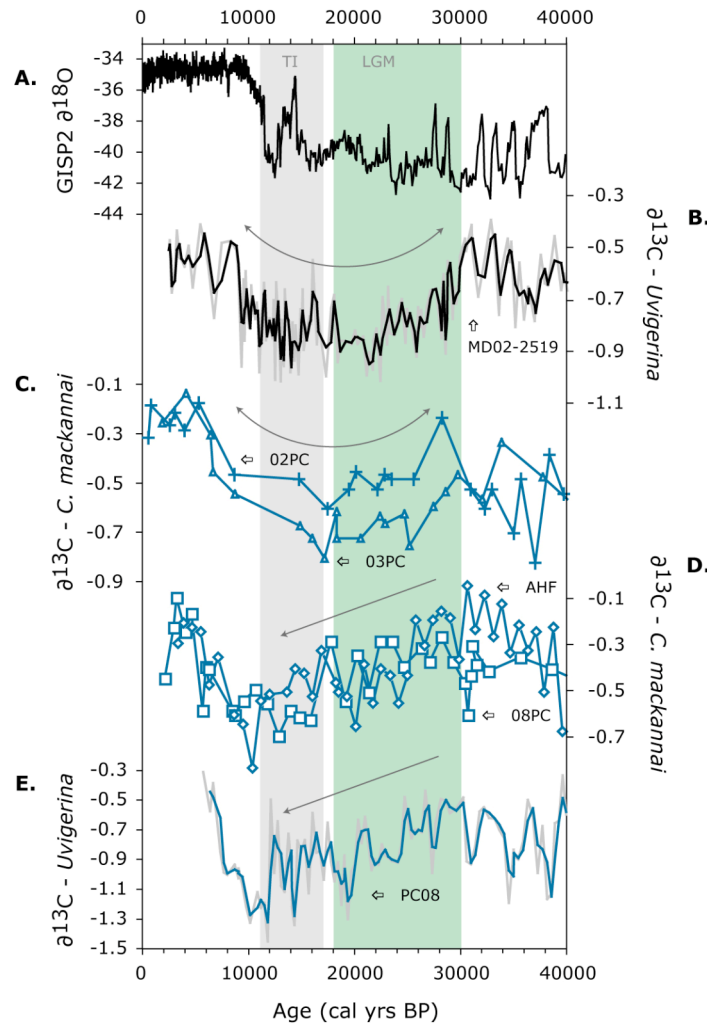 0 10000 20000 30000 40000
A.
GISP2 ∂18O
-34
-36
-38
-40
-42
-44
TI
LGM
B.
∂13C - Uvigerina
-0.3
-0.5
-0.7
-0.9
-1.1
MD02-2519
C.
∂13C - C. mackannai
-0.1
-0.3
-0.5
-0.7
-0.9
02PC
03PC
D.
∂13C - C. mackannai
-0.1
-0.3
-0.5
-0.7
AHF
08PC
E.
∂13C - Uvigerina
-0.3
-0.5
-0.7
-0.9
-1.1
-1.3
-1.5
PC08
0 10000 20000 30000 40000
Age (cal yrs BP)